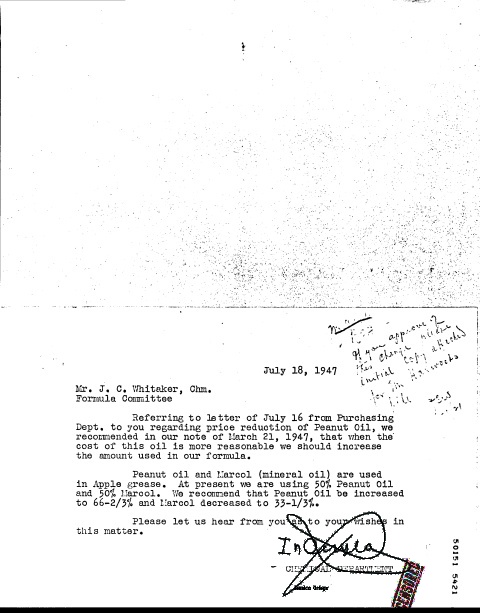 If you approve of
this change please
initial copy attached
for Mr. Haworths
file
July 18, 1947
Mr. J. C. Whitaker, Chm.
Formula Committee
Referring to letter of July 16 from Purchasing
Dept. to you regarding price reduction of Peanut Oil, we
recommended in our note of March 21, 1947, that when the
cost of this oil is more reasonable we should increase
the amount used in our formula.
Peanut oil and Marcol (mineral oil) are used
in Apple grease. At present we are using 50% Peanut Oil
and 50% Marcol. We recommend that Peanut Oil be increased
to 66-2/3% and Marcol decreased to 33-1/3%.
Please let us hear from you as to your wishes in
this matter.
CHEMICAL DEPARTMENT
50151 5421